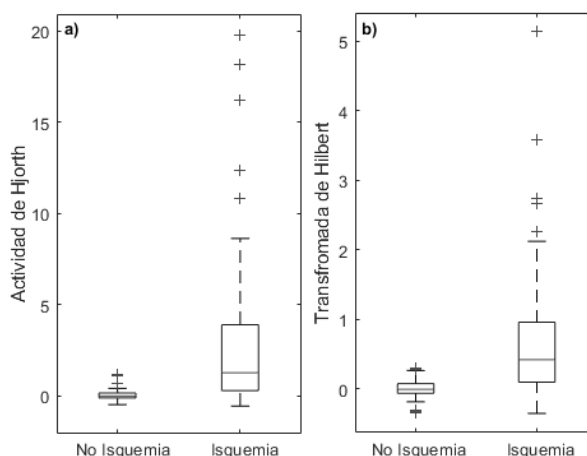 a)
Actividad de Hjorth
20
15
10
5
0
No Isquemia
Isquemia
b)
Transfromada de Hilbert
5
4
3
2
1
0
No Isquemia
Isquemia